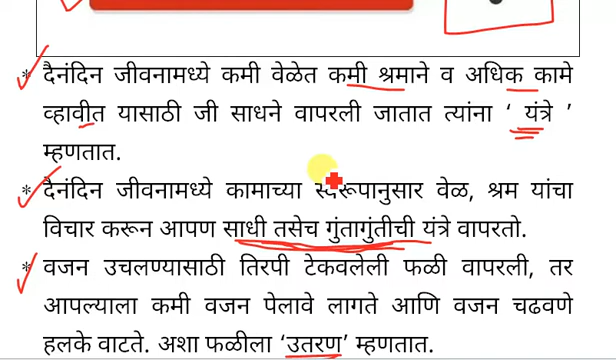 * दैनंदिन जीवनामध्ये कमी वेळेत कमी श्रमाने व अधिक कामे
व्हावीत यासाठी जी साधने वापरली जातात त्यांना ‘ यंत्रे ’
म्हणतात.
* दैनंदिन जीवनामध्ये कामाच्या स्वरूपानुसार वेळ, श्रम यांचा
विचार करून आपण साधी तसेच गुंतागुंतीची यंत्रे वापरतो.
* वजन उचलण्यासाठी तिरपी टेकवलेली फळी वापरली, तर
आपल्याला कमी वजन पेलावे लागते आणि वजन चढवणे
हलके वाटते. अशा फळीला ‘उतरण’ म्हणतात.